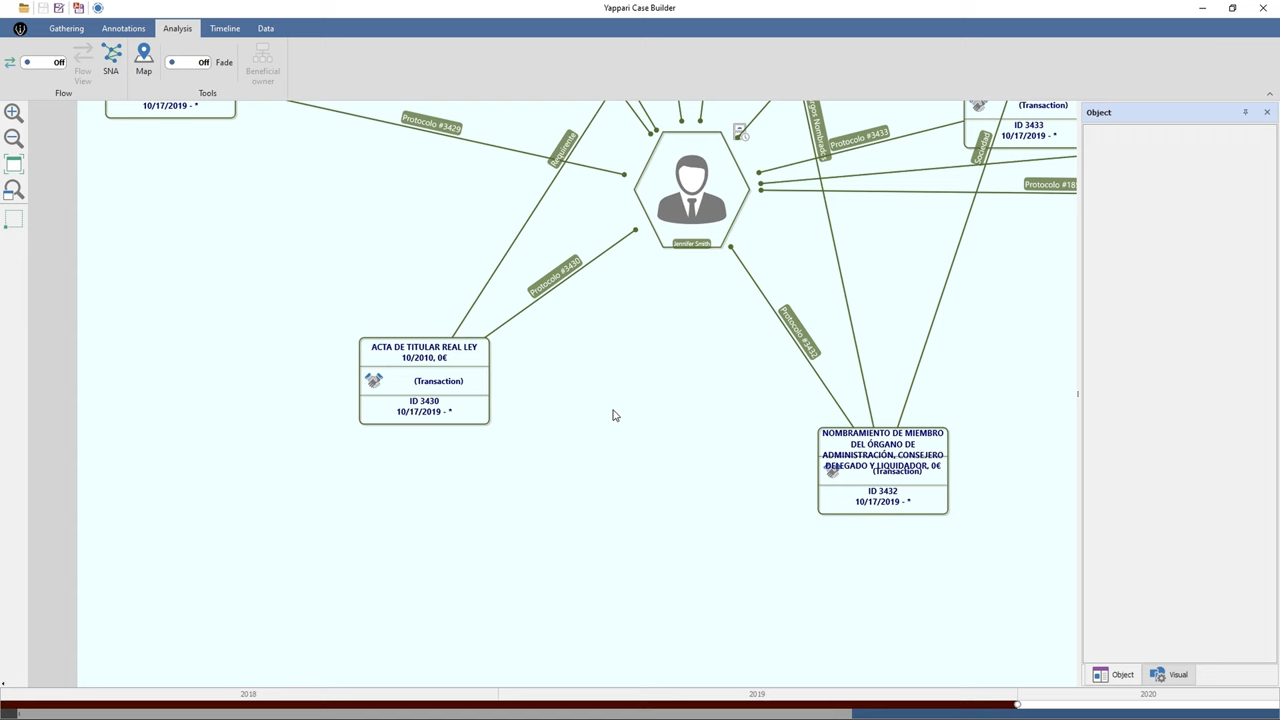 Yappari Case Builder
Gathering
Annotations
Analysis
Timeline
Data
Off
Flow
View
SNA
Map
Off
Fade
Beneficial
owner
Flow
Tools
10/17/2019 - *
Protocolo #3429
Requirente
Protocolo #3433
Sociedad
(Transaction)
ID 3433
10/17/2019 - *
Protocolo #18
Jennifer Smith
Protocolo #3430
Protocolo #3432
ACTA DE TITULAR REAL LEY
10/2010, 0€
(Transaction)
ID 3430
10/17/2019 - *
NOMBRAMIENTO DE MIEMBRO
DEL ÓRGANO DE
ADMINISTRACIÓN, CONSEJERO
DELEGADO Y LIQUIDADOR, 0€
(Transaction)
ID 3432
10/17/2019 - *
Object
Object
Visual
2018
2019
2020